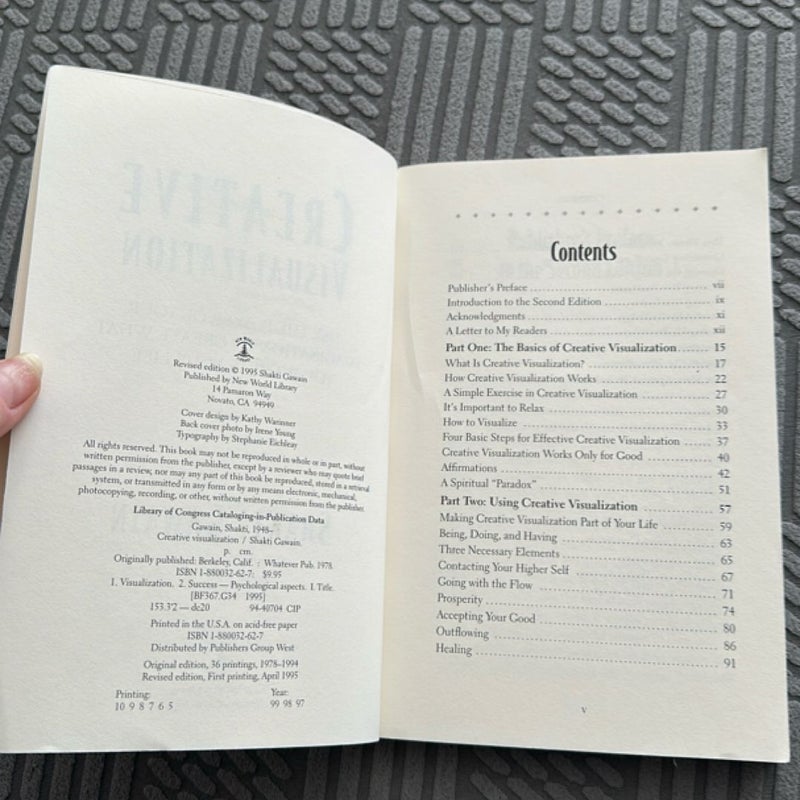 Revised edition © 1995 Shakti Gawain
Published by New World Library
14 Pamaron Way
Novato, CA 94949
Cover design by Kathy Warinner
Back cover photo by Irene Young
Typography by Stephanie Eichleay
All rights reserved. This book may not be reproduced in whole or in part, without
written permission from the publisher, except by a reviewer who may quote brief
passages in a review; nor may any part of this book be reproduced, stored in a retrieval
system, or transmitted in any form or by any means electronic, mechanical,
photocopying, recording, or other, without written permission from the publisher.
Library of Congress Cataloging-in-Publication Data
Gawain, Shakti, 1948–
Creative visualization / Shakti Gawain.
p. cm.
Originally published: Berkeley, Calif. : Whatever Pub. 1978.
ISBN 1-880032-62-7: $9.95
1. Visualization. 2. Success — Psychological aspects. I. Title.
[BF367.G34 1995]
153.3'2 — dc20 94-40704 CIP
Printed in the U.S.A. on acid-free paper
ISBN 1-880032-62-7
Distributed by Publishers Group West
Original edition, 36 printings, 1978-1994
Revised edition, First printing, April 1995
Printing: Year:
10 9 8 7 6 5 99 98 97
Contents
Publisher's Preface vii
Introduction to the Second Edition ix
Acknowledgments xi
A Letter to My Readers xii
Part One: The Basics of Creative Visualization 15
What Is Creative Visualization? 17
How Creative Visualization Works 22
A Simple Exercise in Creative Visualization 27
It's Important to Relax 30
How to Visualize 33
Four Basic Steps for Effective Creative Visualization 37
Creative Visualization Works Only for Good 40
Affirmations 42
A Spiritual "Paradox" 51
Part Two: Using Creative Visualization 57
Making Creative Visualization Part of Your Life 59
Being, Doing, and Having 63
Three Necessary Elements 65
Contacting Your Higher Self 67
Going with the Flow 71
Prosperity 74
Accepting Your Good 80
Outflowing 86
Healing 91
v